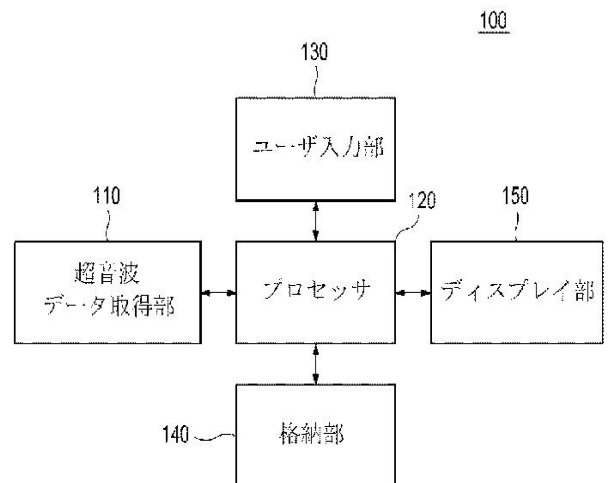 100
130
ユーザ入力部
110
120
150
超音波
データ取得部
プロセッサ
ディスプレイ部
140
格納部